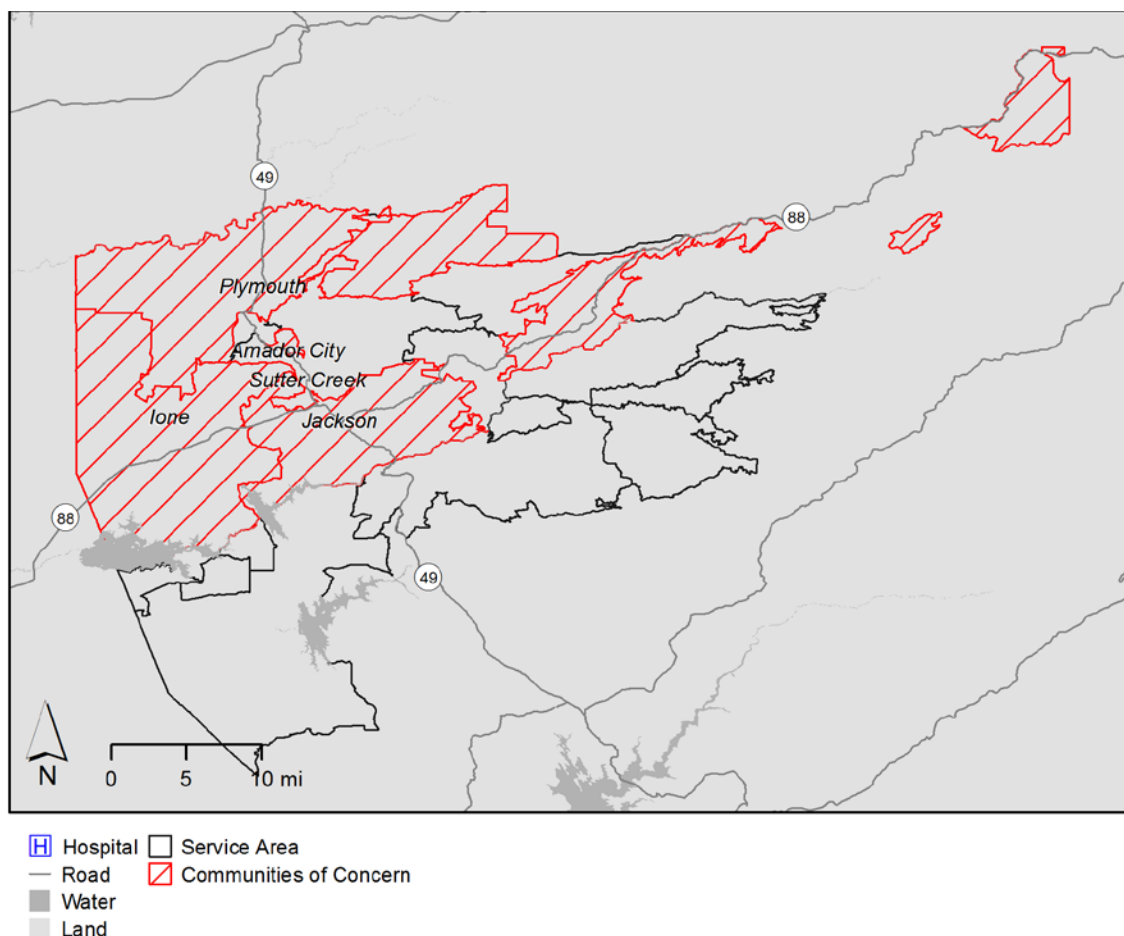 49
88
Plymouth
Amador City
Sutter Creek
Ione
Jackson
88
49
N
0 5 10 mi
H Hospital Service Area
Road Communities of Concern
Water
Land